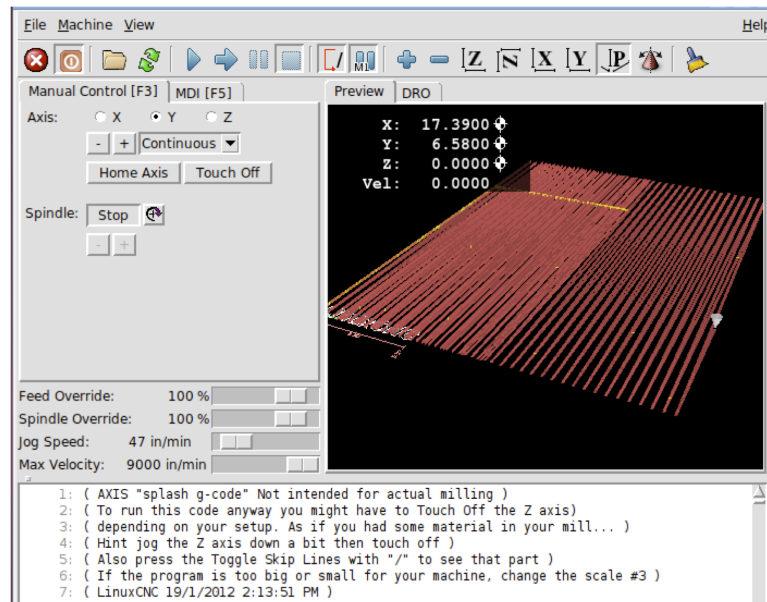 File Machine View Help
Z N X Y P
Manual Control [F3] MDI [F5]
Preview DRO
Axis: X Y Z
- + Continuous
Home Axis Touch Off
Spindle: Stop
- +
X: 17.3900
Y: 6.5800
Z: 0.0000
Vel: 0.0000
Feed Override: 100 %
Spindle Override: 100 %
Jog Speed: 47 in/min
Max Velocity: 9000 in/min
1: ( AXIS "splash g-code" Not intended for actual milling )
2: ( To run this code anyway you might have to Touch Off the Z axis)
3: ( depending on your setup. As if you had some material in your mill... )
4: ( Hint jog the Z axis down a bit then touch off )
5: ( Also press the Toggle Skip Lines with "/" to see that part )
6: ( If the program is too big or small for your machine, change the scale #3 )
7: ( LinuxCNC 19/1/2012 2:13:51 PM )